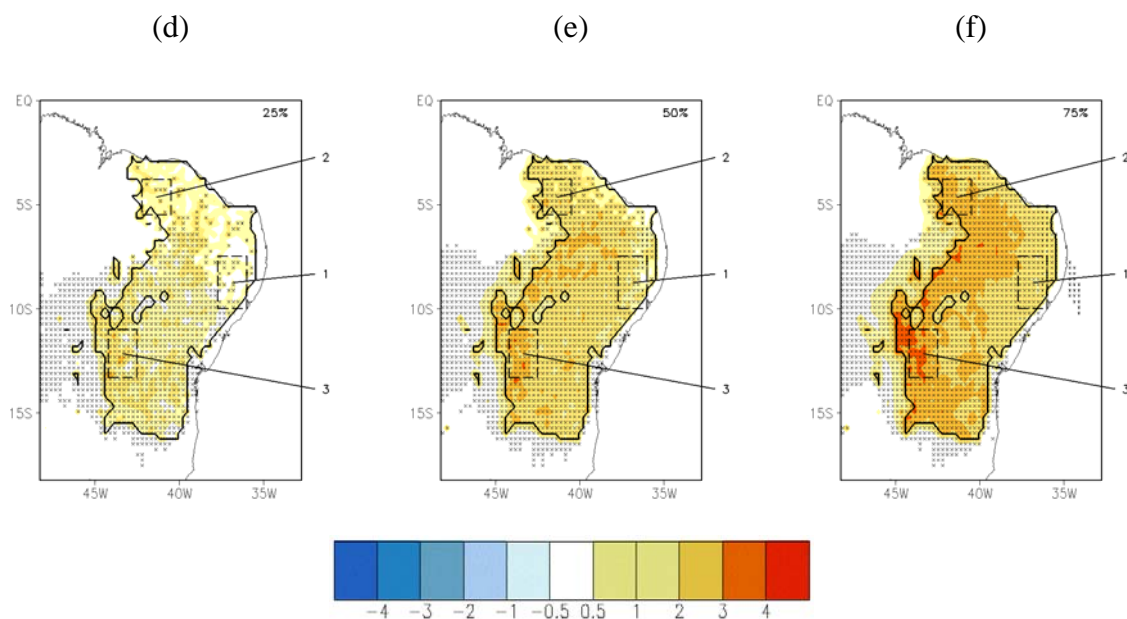 (d) (e) (f)
EQ 25% 50% 75%
EQ EQ
2 2 2
5S 5S 5S
1 1 1
10S 10S 10S
3 3 3
15S 15S 15S
45W 40W 35W 45W 40W 35W 45W 40W 35W
-4 -3 -2 -1 -0.5 0.5 1 2 3 4